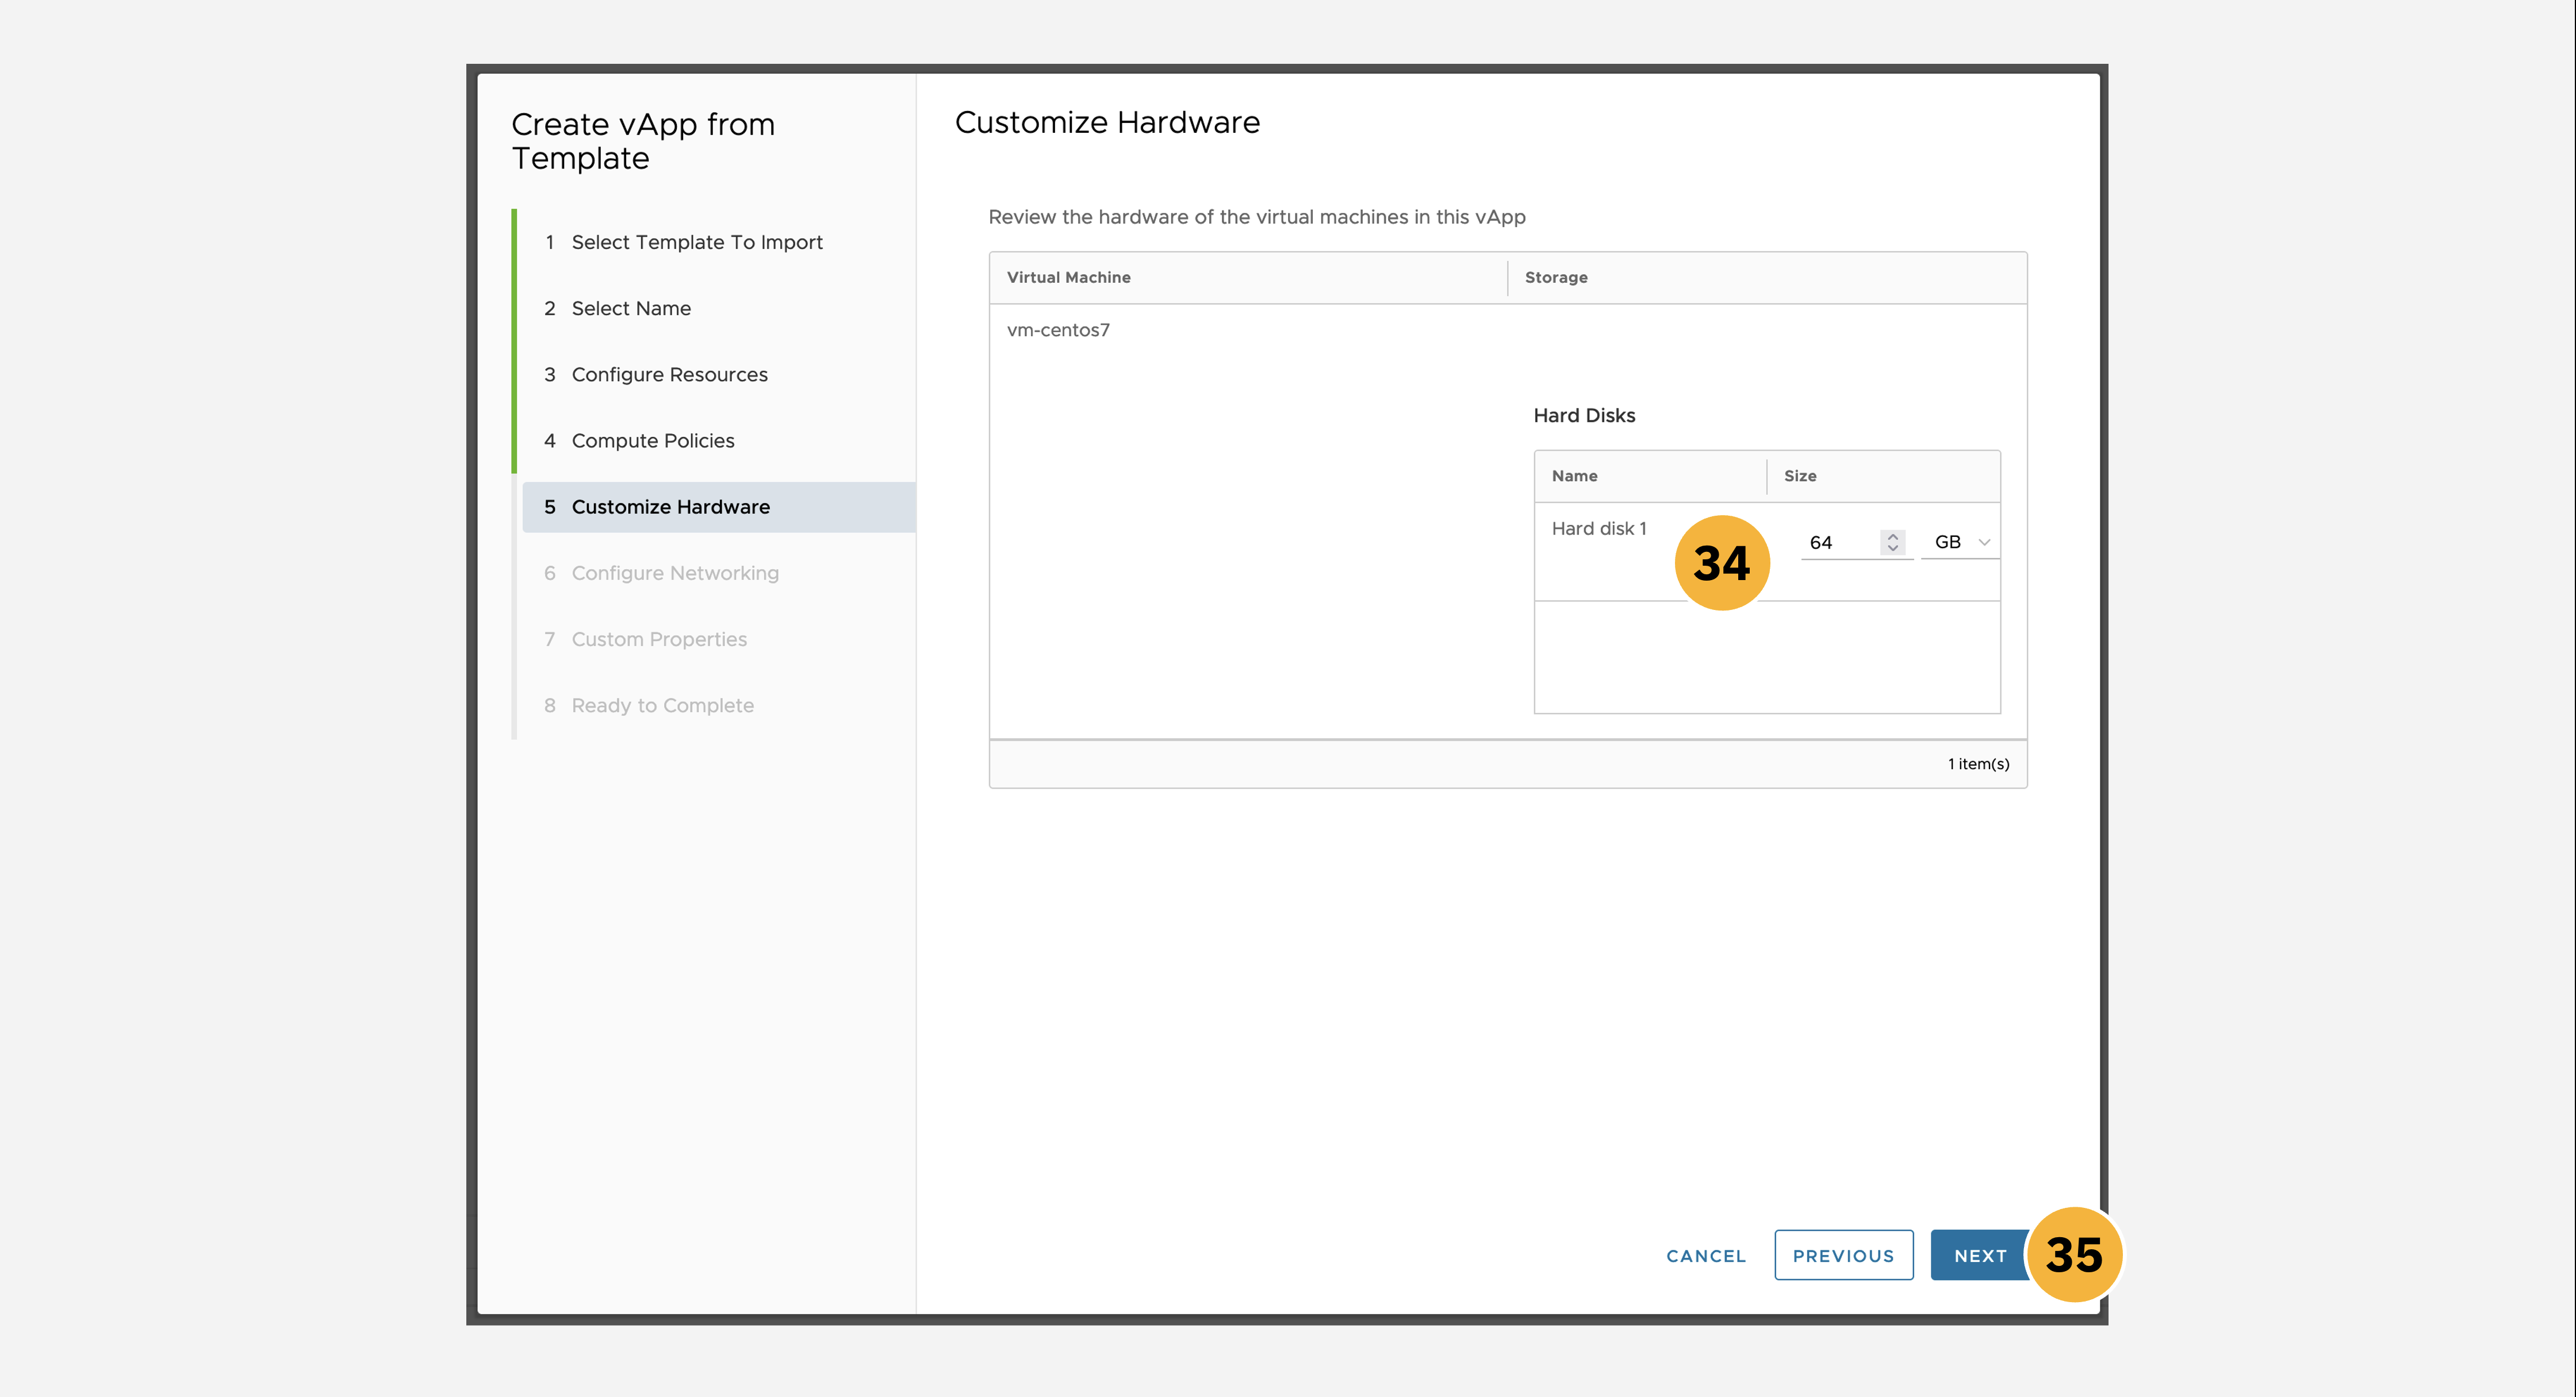 Create vApp from
Template
1 Select Template To Import
2 Select Name
3 Configure Resources
4 Compute Policies
5 Customize Hardware
6 Configure Networking
7 Custom Properties
8 Ready to Complete
Customize Hardware
Review the hardware of the virtual machines in this vApp
Virtual Machine Storage
vm-centos7
Hard Disks
Name Size
Hard disk 1 34 64 GB
1 item(s)
CANCEL PREVIOUS NEXT 35